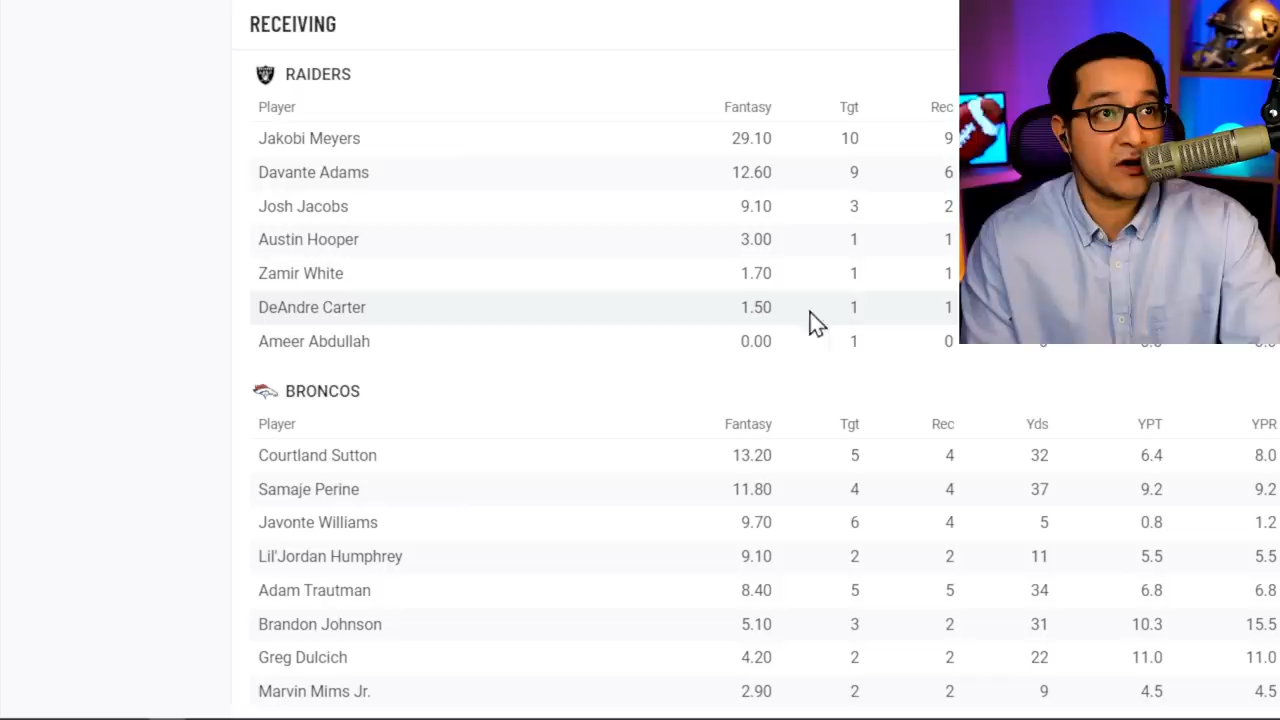 RECEIVING
RAIDERS
Player Fantasy Tgt Rec
Jakobi Meyers 29.10 10 9
Davante Adams 12.60 9 6
Josh Jacobs 9.10 3 2
Austin Hooper 3.00 1 1
Zamir White 1.70 1 1
DeAndre Carter 1.50 1 1
Ameer Abdullah 0.00 1 0
BRONCOS
Player Fantasy Tgt Rec Yds YPT YPR
Courtland Sutton 13.20 5 4 32 6.4 8.0
Samaje Perine 11.80 4 4 37 9.2 9.2
Javonte Williams 9.70 6 4 5 0.8 1.2
Lil'Jordan Humphrey 9.10 2 2 11 5.5 5.5
Adam Trautman 8.40 5 5 34 6.8 6.8
Brandon Johnson 5.10 3 2 31 10.3 15.5
Greg Dulcich 4.20 2 2 22 11.0 11.0
Marvin Mims Jr. 2.90 2 2 9 4.5 4.5